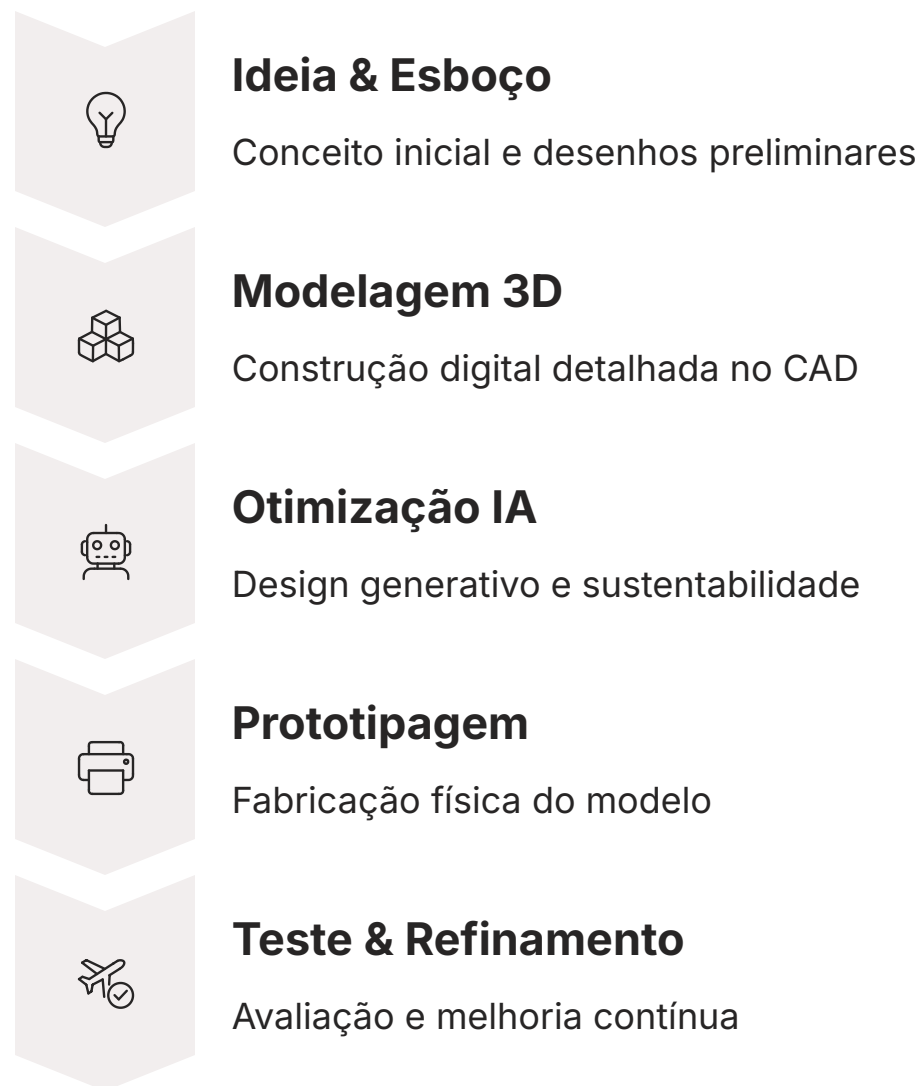 Ideia & Esboço
Conceito inicial e desenhos preliminares
Modelagem 3D
Construção digital detalhada no CAD
Otimização IA
Design generativo e sustentabilidade
Prototipagem
Fabricação física do modelo
Teste & Refinamento
Avaliação e melhoria contínua